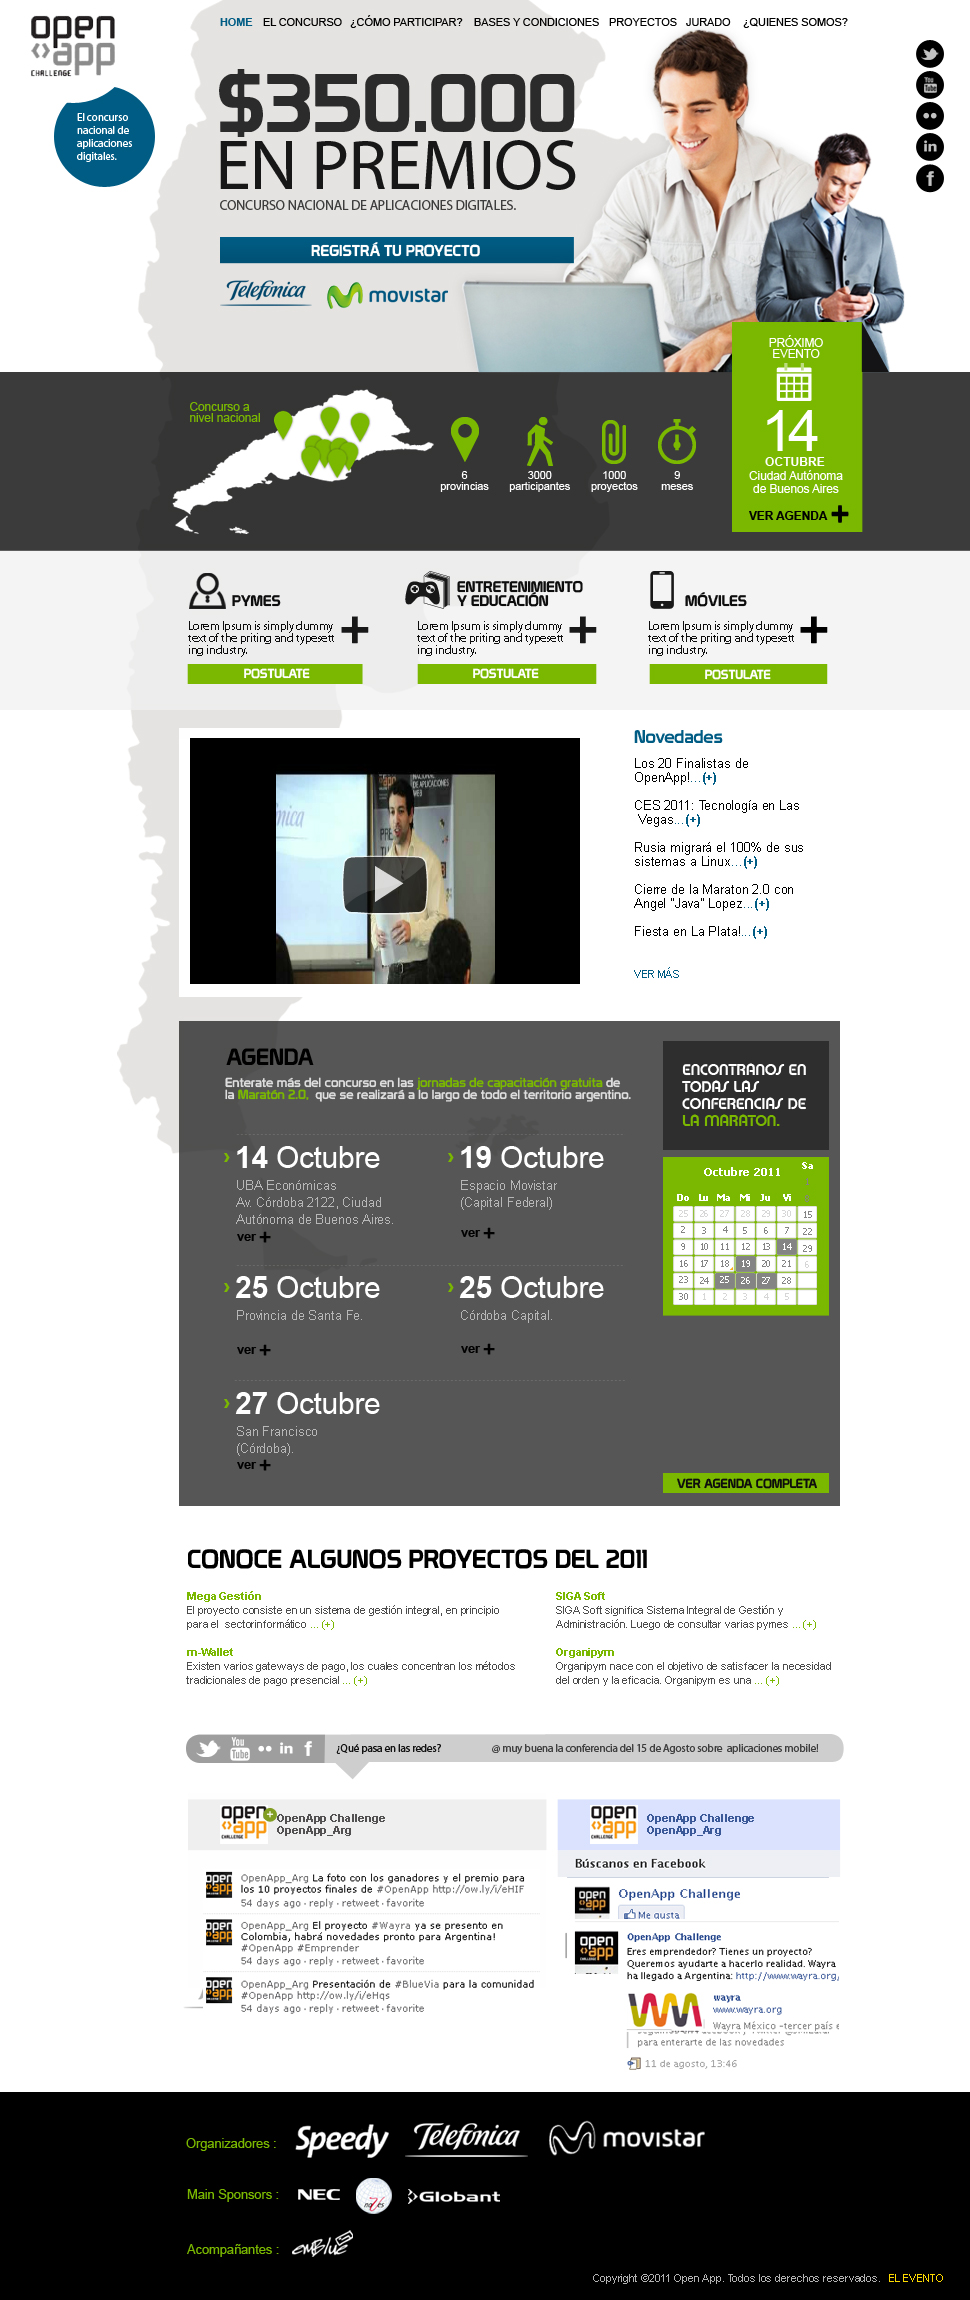 open
app
CHALLENGE
HOME EL CONCURSO ¿CÓMO PARTICIPAR? BASES Y CONDICIONES PROYECTOS JURADO ¿QUIENES SOMOS?
El concurso
nacional de
aplicaciones
digitales.
$350.000
EN PREMIOS
CONCURSO NACIONAL DE APLICACIONES DIGITALES.
REGISTRÁ TU PROYECTO
Telefónica movistar
You
Tube
in
f
PRÓXIMO
EVENTO
14
OCTUBRE
Ciudad Autónoma
de Buenos Aires
VER AGENDA
Concurso a
nivel nacional
6
provincias
3000
participantes
1000
proyectos
9
meses
PYMES
Lorem Ipsum is simply dummy
text of the priting and typesett
ing industry.
POSTULATE
ENTRETENIMIENTO
Y EDUCACIÓN
Lorem Ipsum is simply dummy
text of the priting and typesett
ing industry.
POSTULATE
MÓVILES
Lorem Ipsum is simply dummy
text of the priting and typesett
ing industry.
POSTULATE
Novedades
Los 20 Finalistas de
OpenApp!...(+)
CES 2011: Tecnología en Las
Vegas...(+)
Rusia migrará el 100% de sus
sistemas a Linux...(+)
Cierre de la Maraton 2.0 con
Angel "Java" Lopez...(+)
Fiesta en La Plata!...(+)
VER MÁS
AGENDA
Enterate más del concurso en las jornadas de capacitación gratuita de
la Maratón 2.0, que se realizará a lo largo de todo el territorio argentino.
14 Octubre
UBA Económicas
Av. Córdoba 2122, Ciudad
Autónoma de Buenos Aires.
ver +
19 Octubre
Espacio Movistar
(Capital Federal)
ver +
25 Octubre
Provincia de Santa Fe.
ver +
25 Octubre
Córdoba Capital.
ver +
27 Octubre
San Francisco
(Córdoba).
ver +
ENCONTRANOS EN
TODAS LAS
CONFERENCIAS DE
LA MARATON.
Octubre 2011
Do Lu Ma Mi Ju Vi Sa
25 26 27 28 29 30 1
2 3 4 5 6 7 8
9 10 11 12 13 14 15
16 17 18 19 20 21 22
23 24 25 26 27 28 29
30 1 2 3 4 5 6
VER AGENDA COMPLETA
CONOCE ALGUNOS PROYECTOS DEL 2011
Mega Gestión
El proyecto consiste en un sistema de gestión integral, en principio
para el sectorinformático ... (+)
SIGA Soft
SIGA Soft significa Sistema Integral de Gestión y
Administración. Luego de consultar varias pymes ... (+)
m-Wallet
Existen varios gateways de pago, los cuales concentran los métodos
tradicionales de pago presencial ... (+)
Organipym
Organipym nace con el objetivo de satisfacer la necesidad
del orden y la eficacia. Organipym es una ... (+)
You
Tube
in f ¿Qué pasa en las redes? @ muy buena la conferencia del 15 de Agosto sobre aplicaciones mobile!
open
app
CHALLENGE
OpenApp Challenge
OpenApp_Arg
OpenApp_Arg La foto con los ganadores y el premio para
los 10 proyectos finales de #OpenApp http://ow.ly/i/eHIF
54 days ago · reply · retweet · favorite
OpenApp_Arg El proyecto #Wayra ya se presento en
Colombia, habrá novedades pronto para Argentina!
#OpenApp #Emprender
54 days ago · reply · retweet · favorite
OpenApp_Arg Presentación de #BlueVia para la comunidad
#OpenApp http://ow.ly/i/eHqs
54 days ago · reply · retweet · favorite
open
app
CHALLENGE
OpenApp Challenge
OpenApp_Arg
Búscanos en Facebook
OpenApp Challenge
Me gusta
OpenApp Challenge
Eres emprendedor? Tienes un proyecto?
Queremos ayudarte a hacerlo realidad. Wayra
ha llegado a Argentina: http://www.wayra.org/
wayra
www.wayra.org
Wayra México -tercer país e
para enterarte de las novedades
11 de agosto, 13:46
Organizadores : Speedy Telefónica movistar
Main Sponsors : NEC Globant
Acompañantes : emBlue
Copyright ©2011 Open App. Todos los derechos reservados. EL EVENTO